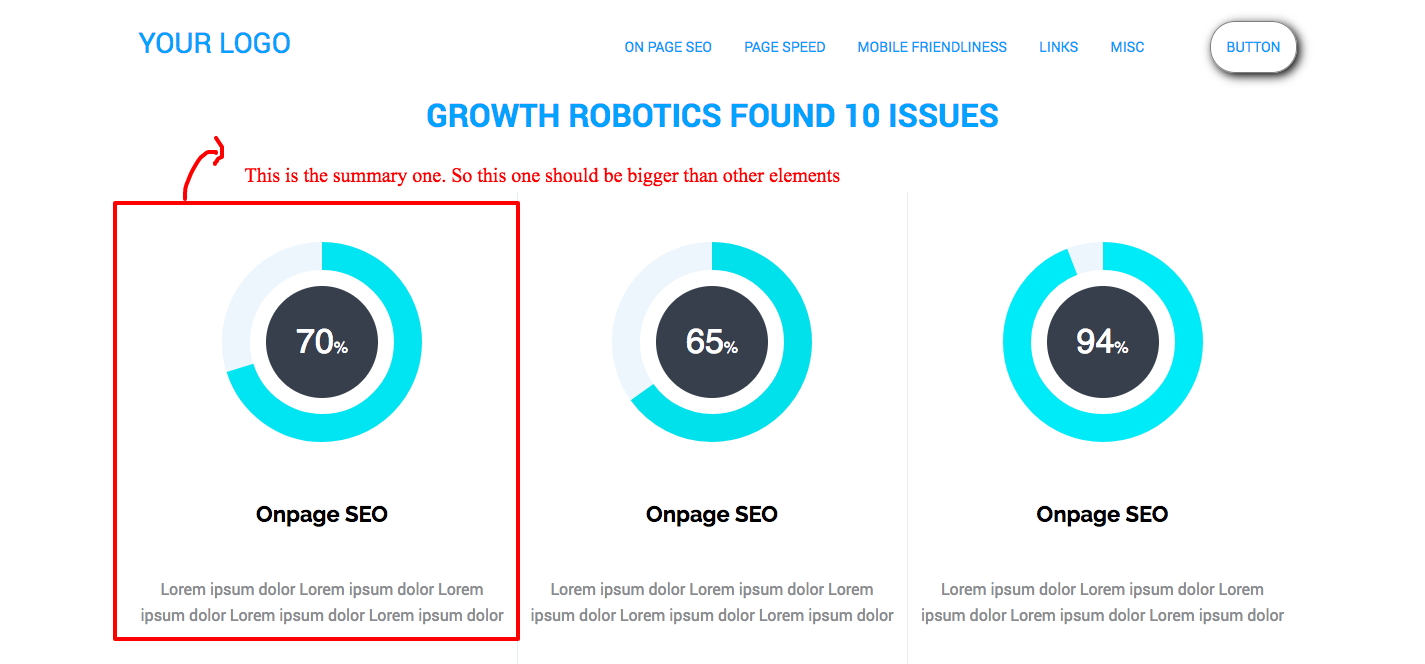 YOUR LOGO
ON PAGE SEO PAGE SPEED MOBILE FRIENDLINESS LINKS MISC BUTTON
GROWTH ROBOTICS FOUND 10 ISSUES
This is the summary one. So this one should be bigger than other elements
70%
Onpage SEO
Lorem ipsum dolor Lorem ipsum dolor Lorem
ipsum dolor Lorem ipsum dolor Lorem ipsum dolor
65%
Onpage SEO
Lorem ipsum dolor Lorem ipsum dolor Lorem
ipsum dolor Lorem ipsum dolor Lorem ipsum dolor
94%
Onpage SEO
Lorem ipsum dolor Lorem ipsum dolor Lorem
ipsum dolor Lorem ipsum dolor Lorem ipsum dolor